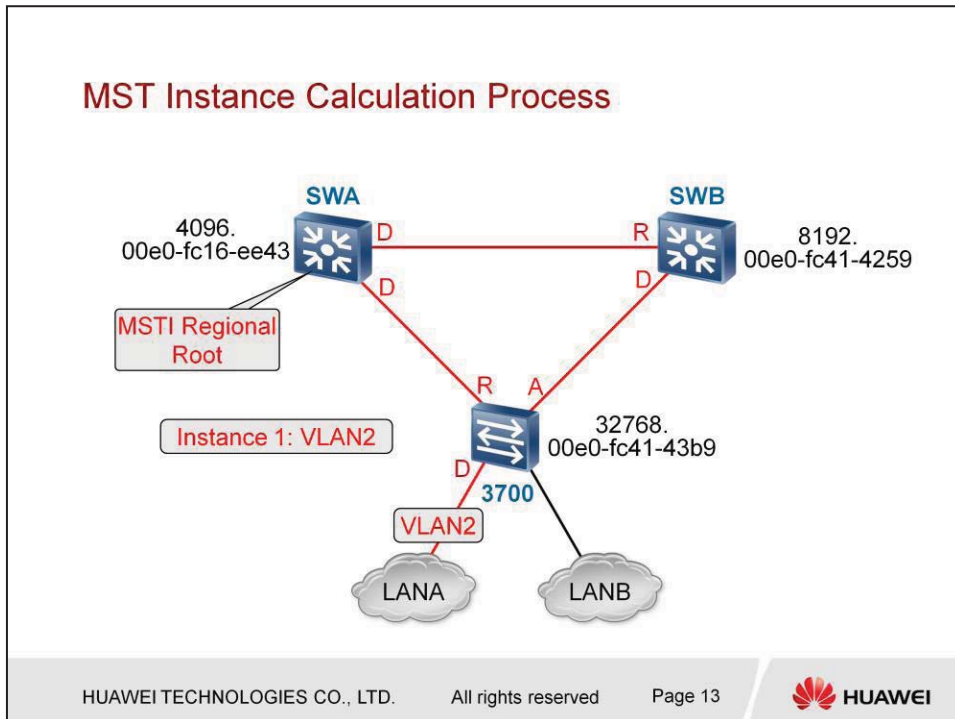 MST Instance Calculation Process
SWA
SWB
4096.
00e0-fc16-ee43
D
R
8192.
00e0-fc41-4259
D
D
MSTI Regional
Root
R
A
Instance 1: VLAN2
32768.
00e0-fc41-43b9
D
3700
VLAN2
LANA
LANB
HUAWEI TECHNOLOGIES CO., LTD.
All rights reserved
Page 13
HUAWEI